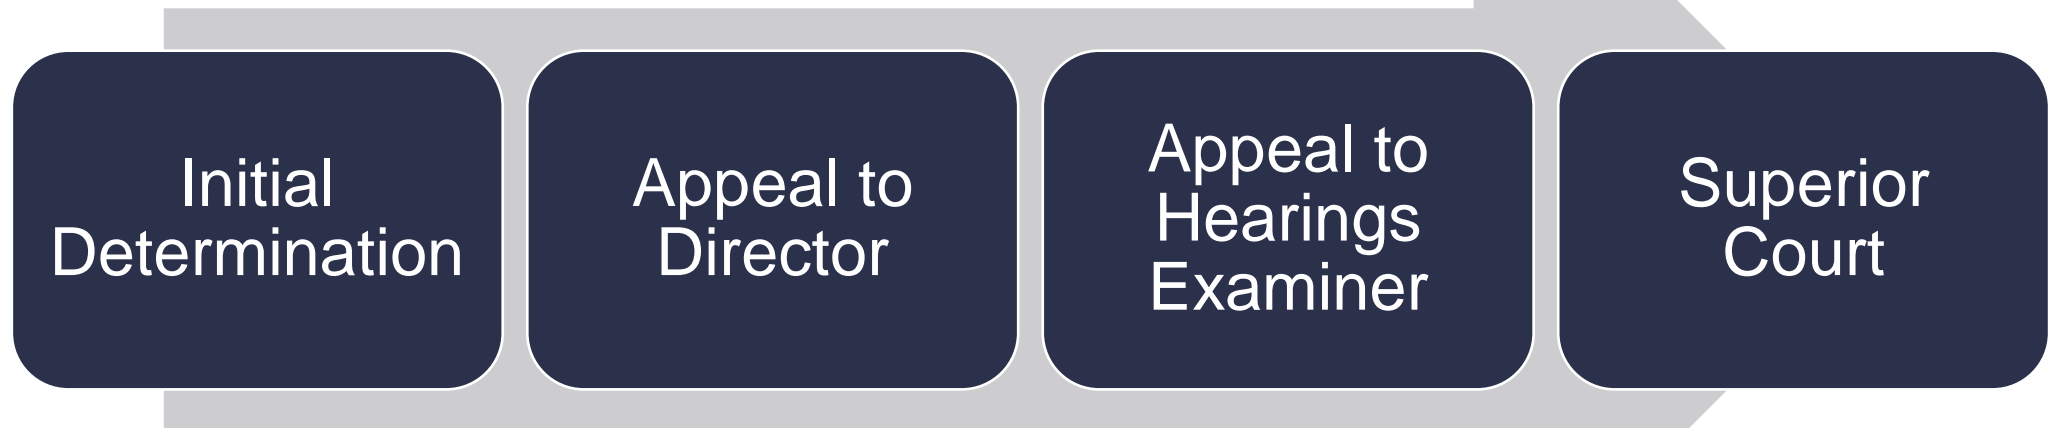 Initial
Determination
Appeal to
Director
Appeal to
Hearings
Examiner
Superior
Court